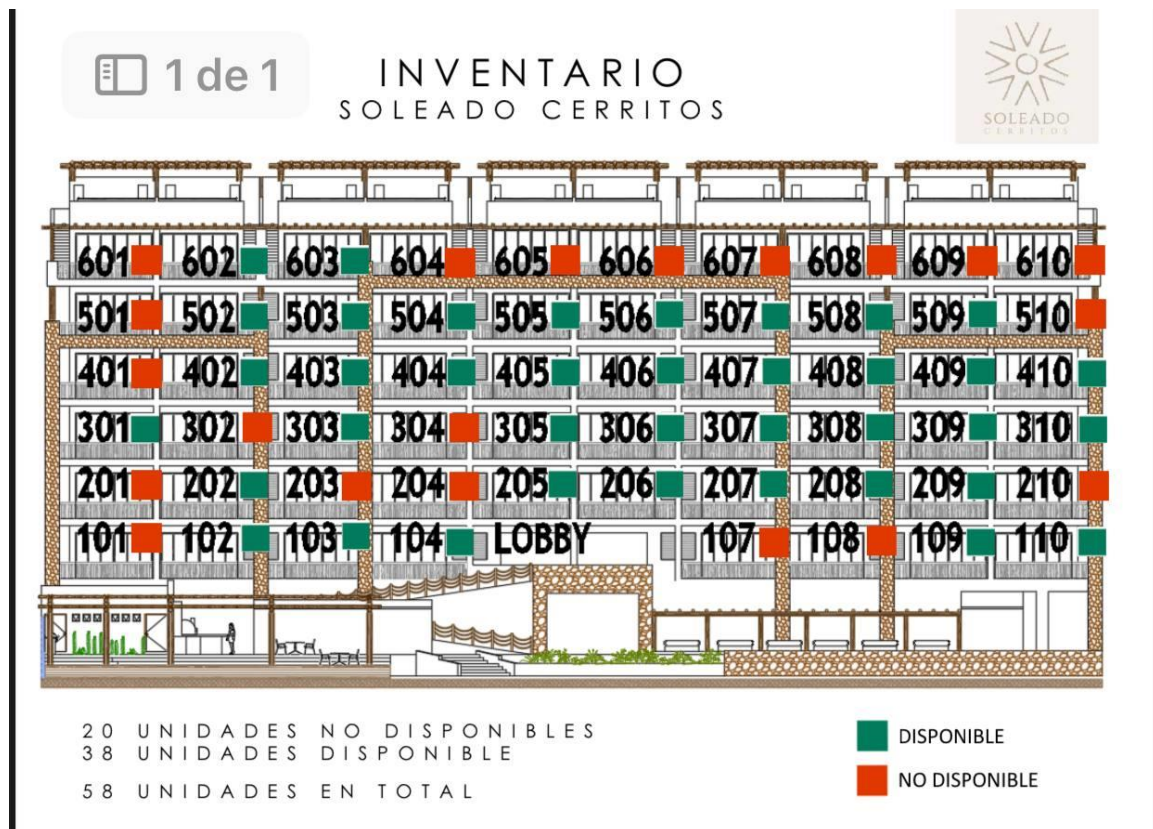 1 de 1
INVENTARIO
SOLEADO CERRITOS
SOLEADO
CERRITOS
601 602 603 604 605 606 607 608 609 610
501 502 503 504 505 506 507 508 509 510
401 402 403 404 405 406 407 408 409 410
301 302 303 304 305 306 307 308 309 310
201 202 203 204 205 206 207 208 209 210
101 102 103 104 LOBBY 107 108 109 110
20 UNIDADES NO DISPONIBLES
38 UNIDADES DISPONIBLE
58 UNIDADES EN TOTAL
DISPONIBLE
NO DISPONIBLE